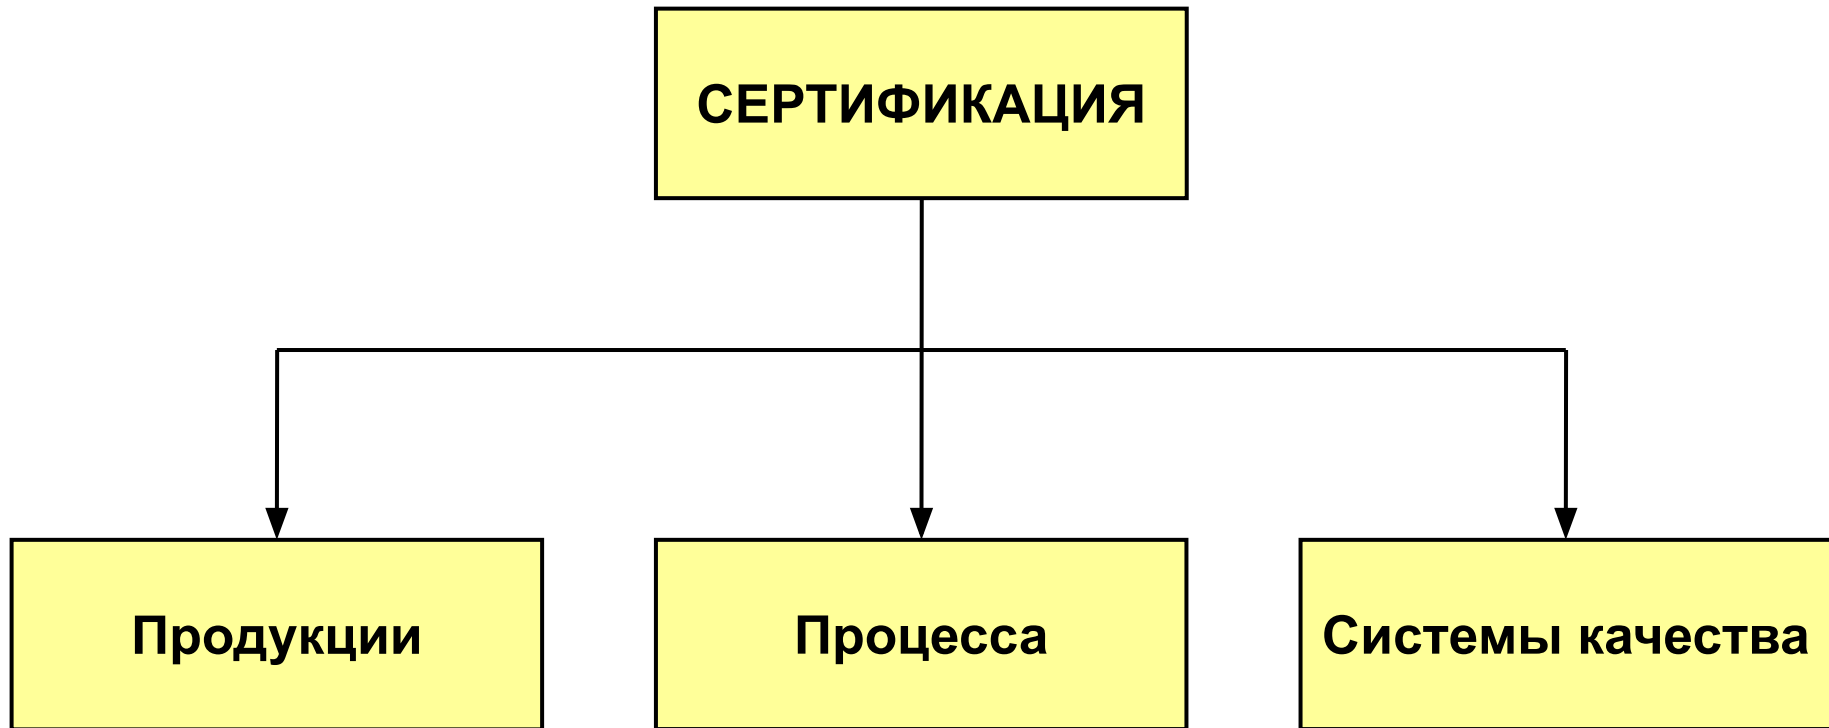 СЕРТИФИКАЦИЯ
Продукции
Процесса
Системы качества